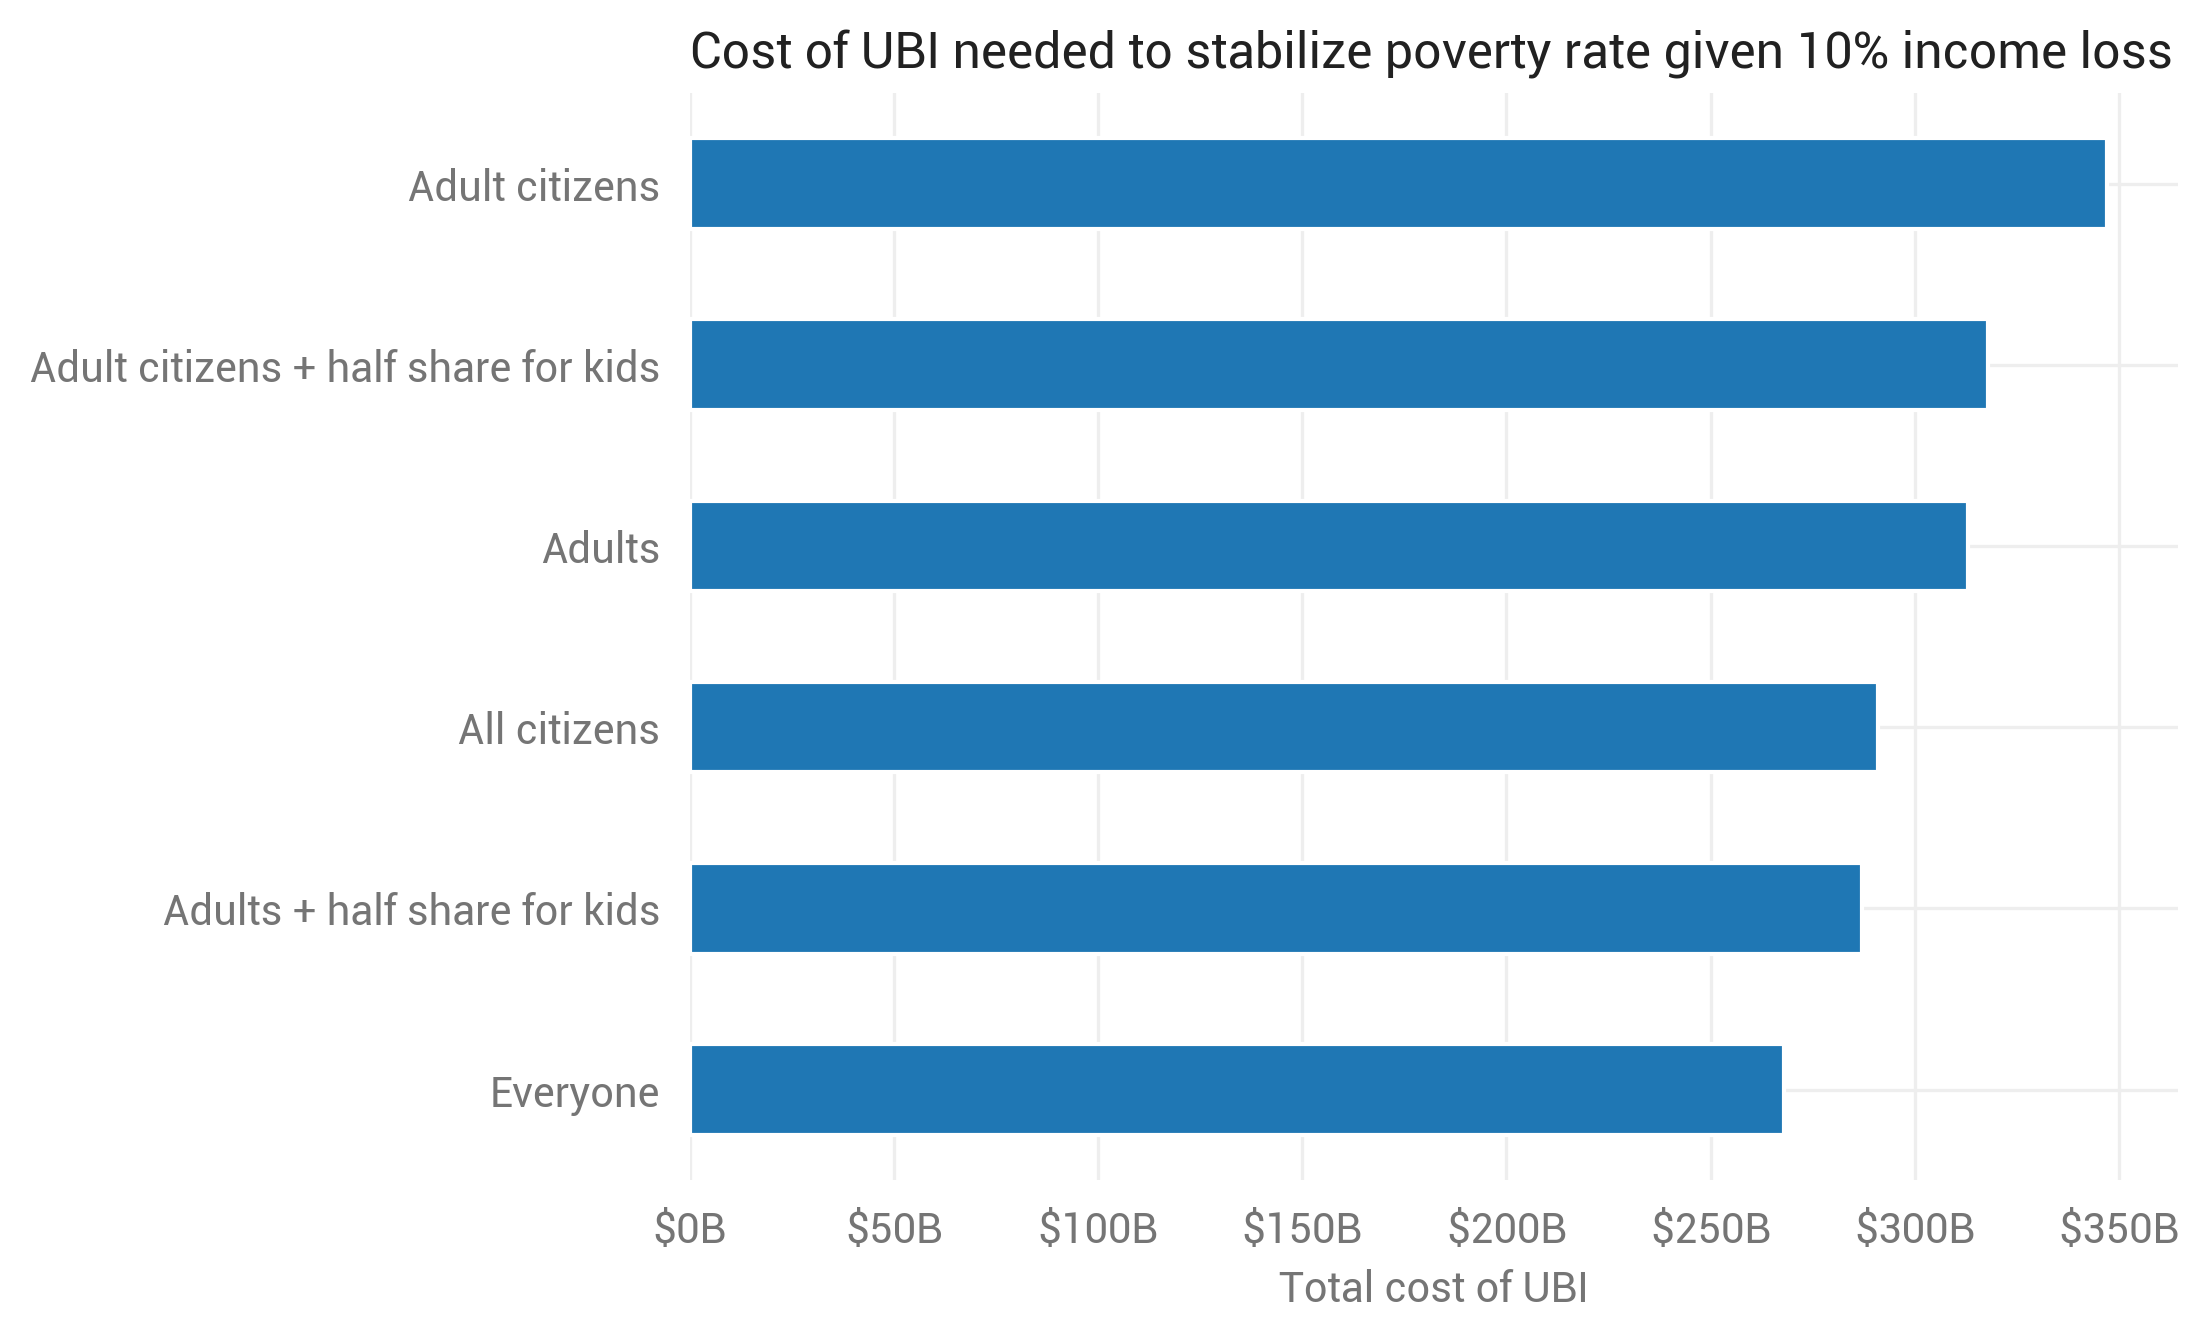 Cost of UBI needed to stabilize poverty rate given 10% income loss
Adult citizens
Adult citizens + half share for kids
Adults
All citizens
Adults + half share for kids
Everyone
$0B $50B $100B $150B $200B $250B $300B $350B
Total cost of UBI